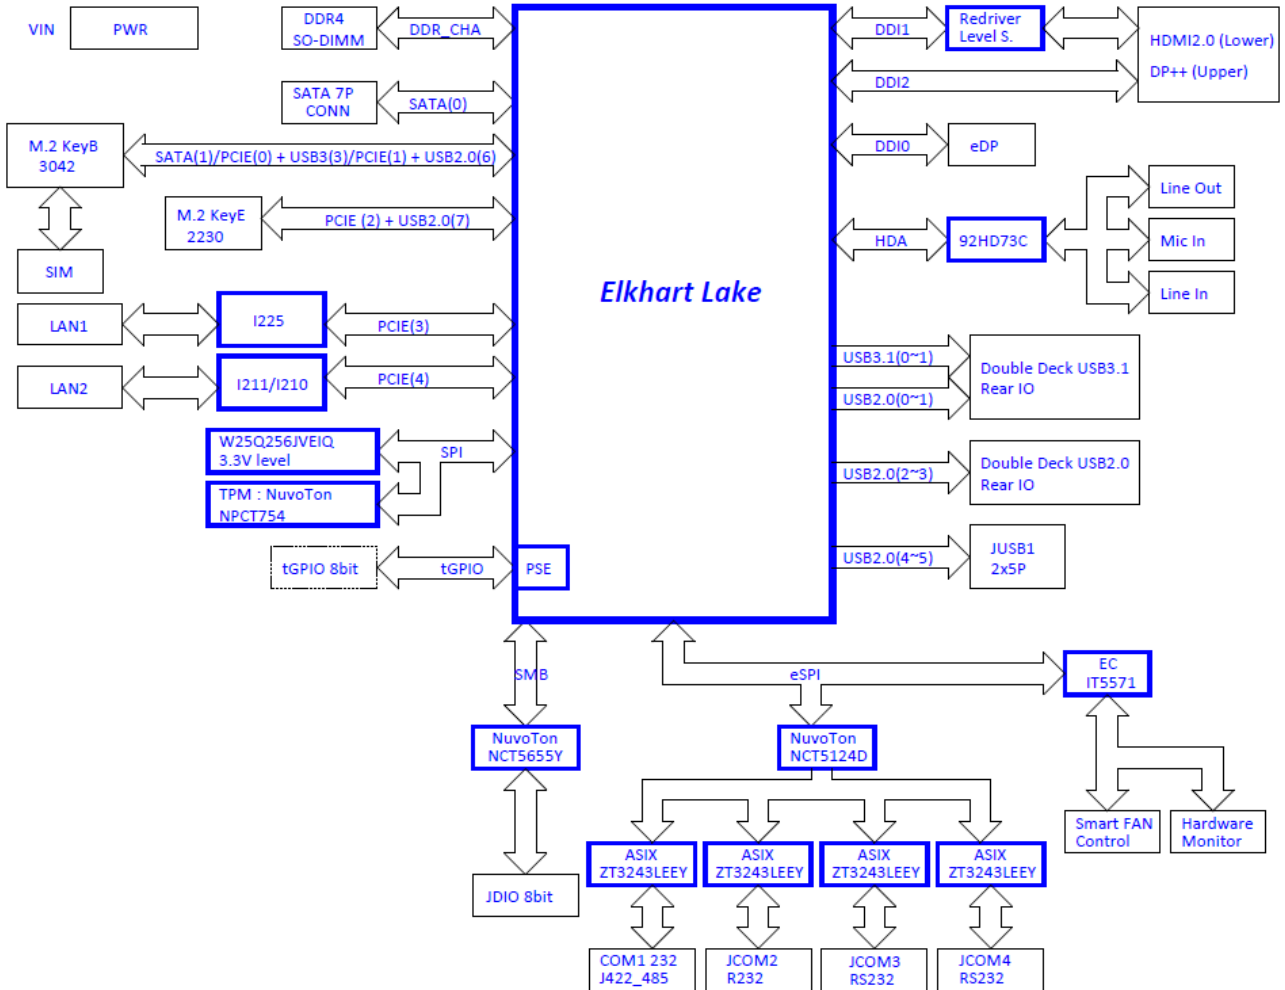 VIN
PWR
DDR4
SO-DIMM
DDR_CHA
SATA 7P
CONN
SATA(0)
M.2 KeyB
3042
SATA(1)/PCIE(0) + USB3(3)/PCIE(1) + USB2.0(6)
M.2 KeyE
2230
PCIE (2) + USB2.0(7)
SIM
LAN1
I225
PCIE(3)
LAN2
I211/I210
PCIE(4)
W25Q256JVEIQ
3.3V level
SPI
TPM : NuvoTon
NPCT754
tGPIO 8bit
tGPIO
PSE
Elkhart Lake
DDI1
Redriver
Level S.
HDMI2.0 (Lower)
DP++ (Upper)
DDI2
DDI0
eDP
HDA
92HD73C
Line Out
Mic In
Line In
USB3.1(0~1)
USB2.0(0~1)
Double Deck USB3.1
Rear IO
USB2.0(2~3)
Double Deck USB2.0
Rear IO
USB2.0(4~5)
JUSB1
2x5P
SMB
eSPI
EC
IT5571
NuvoTon
NCT5655Y
NuvoTon
NCT5124D
Smart FAN
Control
Hardware
Monitor
JDIO 8bit
ASIX
ZT3243LEEY
ASIX
ZT3243LEEY
ASIX
ZT3243LEEY
ASIX
ZT3243LEEY
COM1 232
J422_485
JCOM2
R232
JCOM3
RS232
JCOM4
RS232